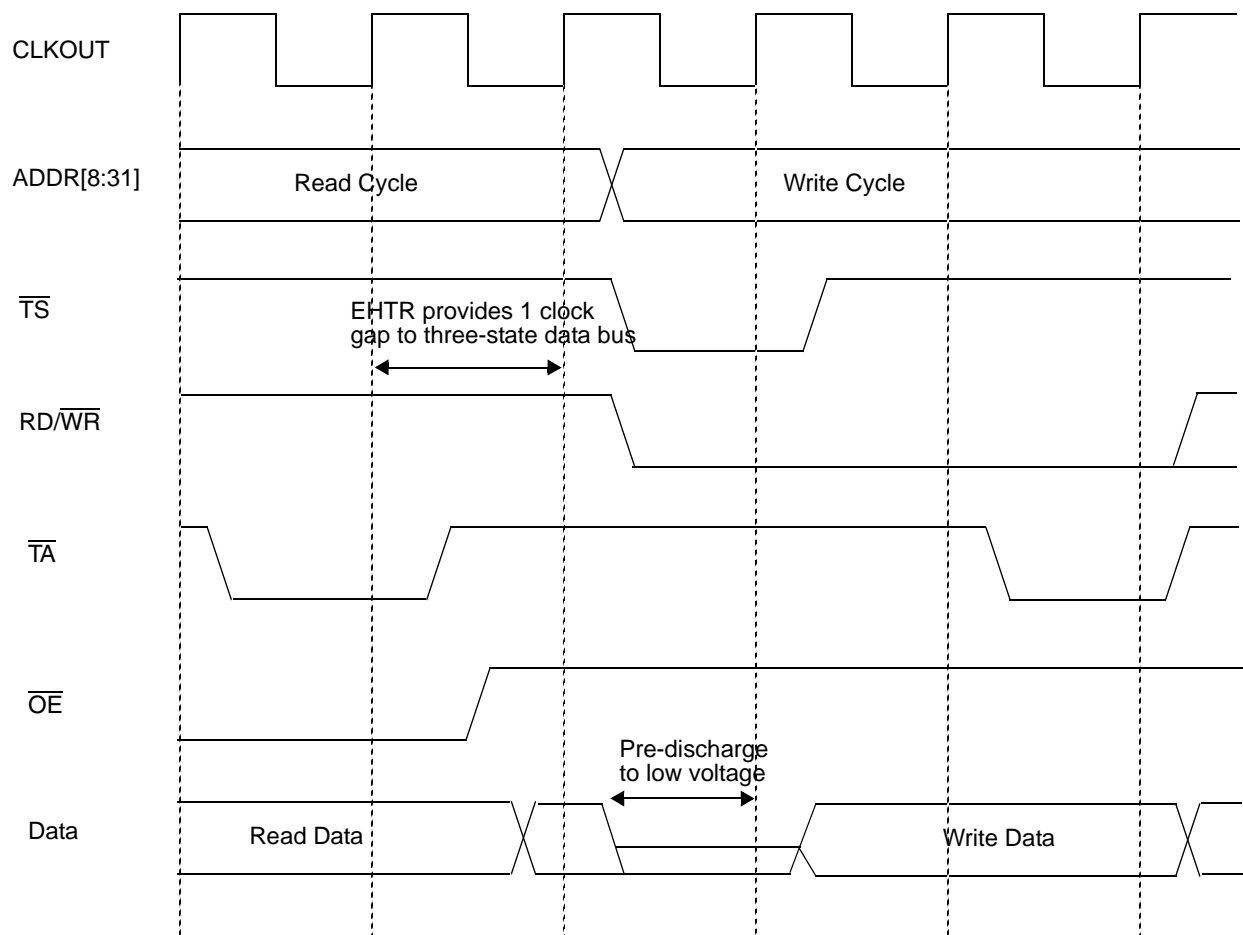 CLKOUT
ADDR[8:31]
Read Cycle
Write Cycle
TS
EHTR provides 1 clock
gap to three-state data bus
RD/WR
TA
OE
Pre-discharge
to low voltage
Data
Read Data
Write Data